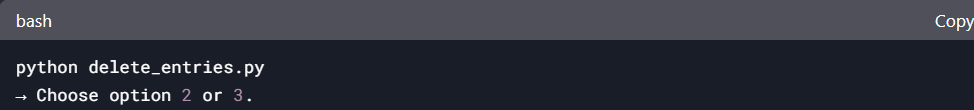 bash
Copy
python delete_entries.py
→ Choose option 2 or 3.